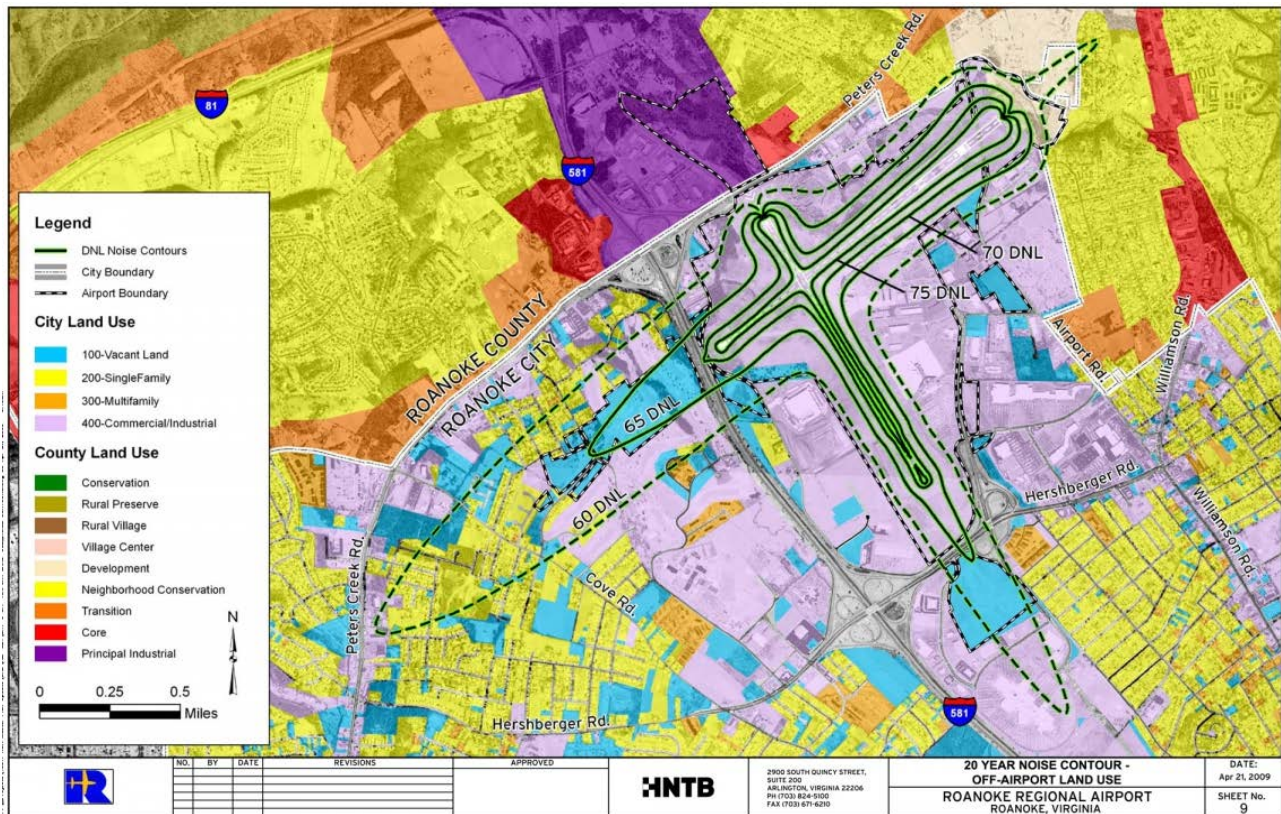 Peters Creek Rd.
81
581
Legend
DNL Noise Contours
City Boundary
Airport Boundary
City Land Use
100-Vacant Land
200-SingleFamily
300-Multifamily
400-Commercial/Industrial
County Land Use
Conservation
Rural Preserve
Rural Village
Village Center
Development
Neighborhood Conservation
Transition
Core
Principal Industrial
N
0 0.25 0.5
Miles
70 DNL
75 DNL
ROANOKE COUNTY
ROANOKE CITY
65 DNL
60 DNL
Airport Rd.
Williamson Rd.
Hershberger Rd.
Williamson Rd.
Cove Rd.
Peters Creek Rd.
Hershberger Rd.
581
R
NO. BY DATE REVISIONS APPROVED
HNTB
2900 SOUTH QUINCY STREET,
SUITE 200
ARLINGTON, VIRGINIA 22206
PH (703) 824-5100
FAX (703) 671-6210
20 YEAR NOISE CONTOUR -
OFF-AIRPORT LAND USE
ROANOKE REGIONAL AIRPORT
ROANOKE, VIRGINIA
DATE:
Apr 21, 2009
SHEET No.
9